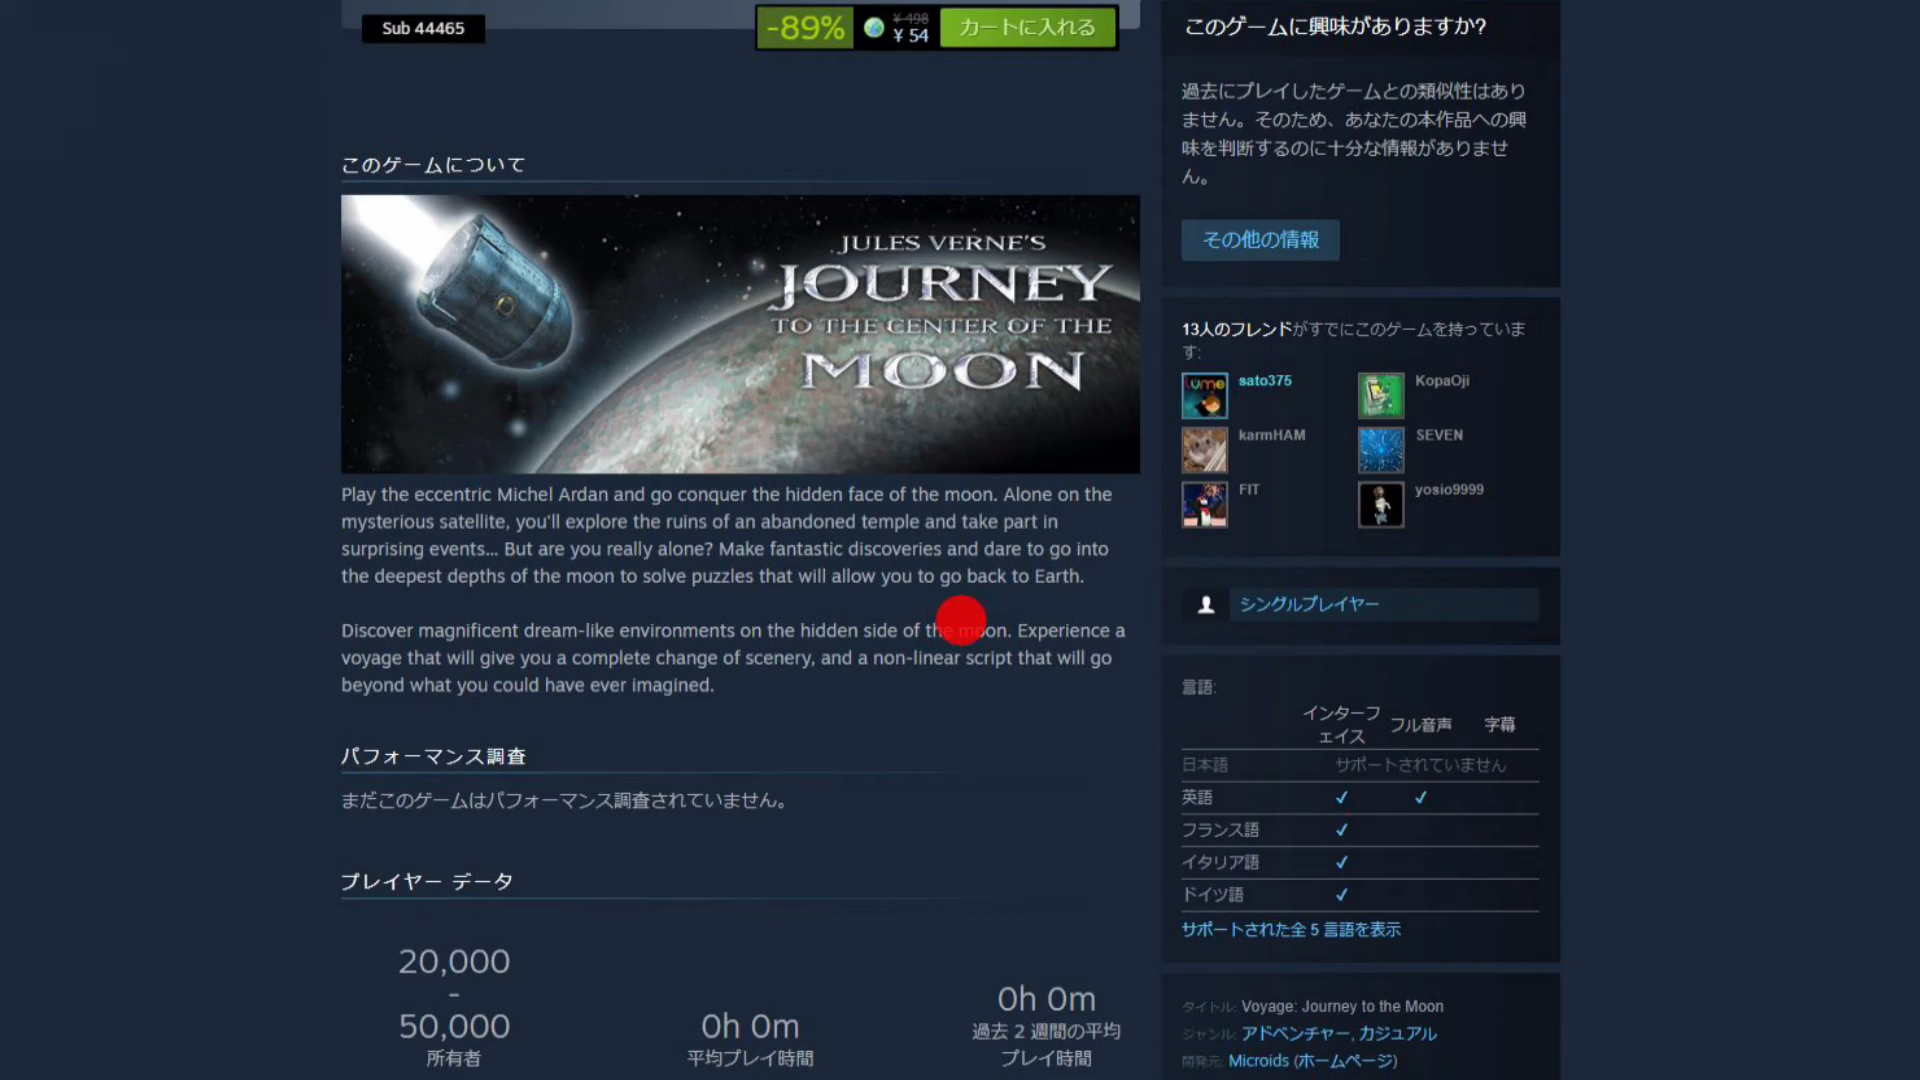 Sub 44465
-89%
¥ 498
¥ 54
カートに入れる
このゲームについて
JULES VERNE'S
JOURNEY
TO THE CENTER OF THE
MOON
Play the eccentric Michel Ardan and go conquer the hidden face of the moon. Alone on the
mysterious satellite, you'll explore the ruins of an abandoned temple and take part in
surprising events... But are you really alone? Make fantastic discoveries and dare to go into
the deepest depths of the moon to solve puzzles that will allow you to go back to Earth.
Discover magnificent dream-like environments on the hidden side of the moon. Experience a
voyage that will give you a complete change of scenery, and a non-linear script that will go
beyond what you could have ever imagined.
パフォーマンス調査
まだこのゲームはパフォーマンス調査されていません。
プレイヤー データ
20,000
-
50,000
所有者
0h 0m
平均プレイ時間
0h 0m
過去 2 週間の平均
プレイ時間
このゲームに興味がありますか?
過去にプレイしたゲームとの類似性はあり
ません。そのため、あなたの本作品への興
味を判断するのに十分な情報がありませ
ん。
その他の情報
13人のフレンドがすでにこのゲームを持っていま
す:
sato375
KopaOji
karmHAM
SEVEN
FIT
yosio9999
シングルプレイヤー
言語:
インターフ
ェイス
フル音声
字幕
日本語 サポートされていません
英語 ✓ ✓
フランス語 ✓
イタリア語 ✓
ドイツ語 ✓
サポートされた全 5 言語を表示
タイトル: Voyage: Journey to the Moon
ジャンル: アドベンチャー, カジュアル
開発元: Microids (ホームページ)